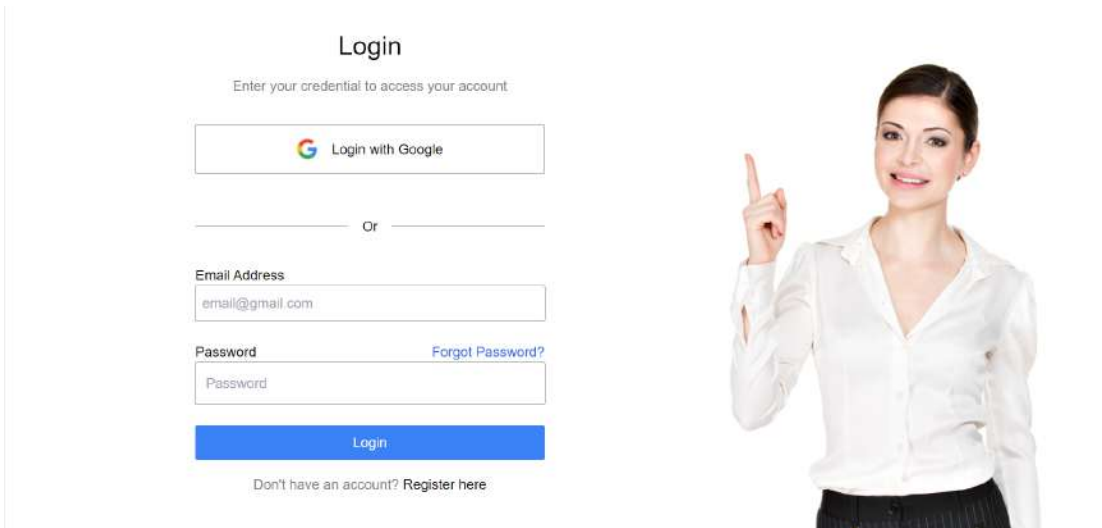 Login
Enter your credential to access your account
Login with Google
Or
Email Address
email@gmail.com
Password Forgot Password?
Password
Login
Don't have an account? Register here